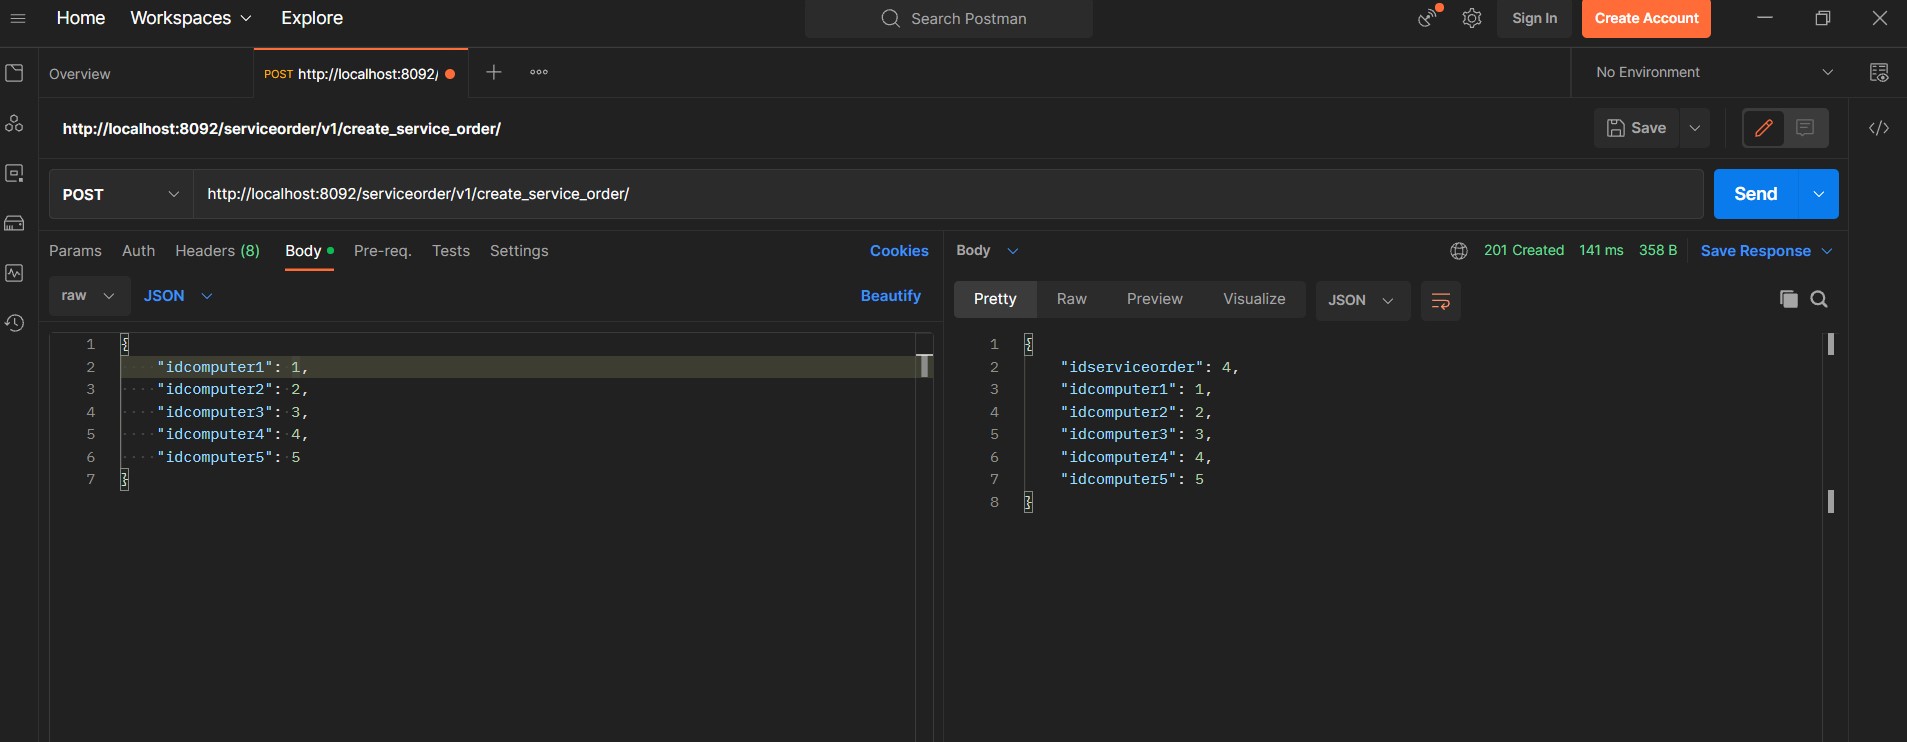 Home Workspaces Explore Search Postman Sign In Create Account
Overview POST http://localhost:8092/ No Environment
http://localhost:8092/serviceorder/v1/create_service_order/ Save
POST http://localhost:8092/serviceorder/v1/create_service_order/ Send
Params Auth Headers (8) Body Pre-req. Tests Settings Cookies
raw JSON Beautify
1 {
2 "idcomputer1": 1,
3 "idcomputer2": 2,
4 "idcomputer3": 3,
5 "idcomputer4": 4,
6 "idcomputer5": 5
7 }
Body 201 Created 141 ms 358 B Save Response
Pretty Raw Preview Visualize JSON
1 {
2 "idserviceorder": 4,
3 "idcomputer1": 1,
4 "idcomputer2": 2,
5 "idcomputer3": 3,
6 "idcomputer4": 4,
7 "idcomputer5": 5
8 }